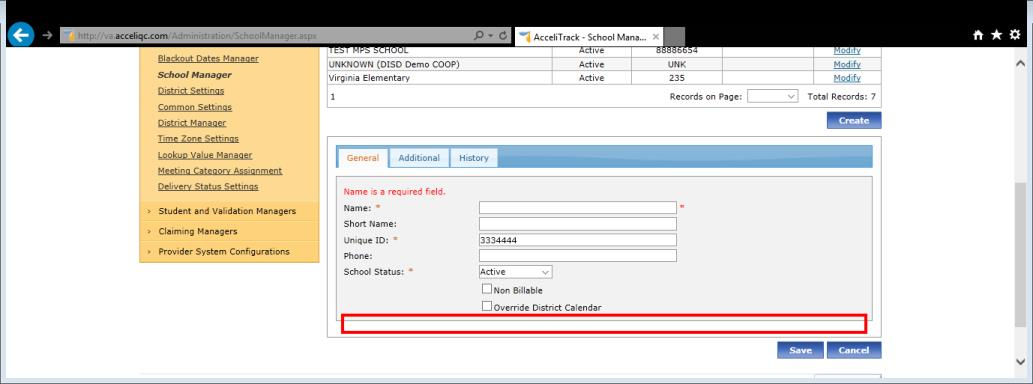 http://va.acceliqc.com/Administration/SchoolManager.aspx
AcceliTrack - School Mana... ×
Blackout Dates Manager
School Manager
District Settings
Common Settings
District Manager
Time Zone Settings
Lookup Value Manager
Meeting Category Assignment
Delivery Status Settings
› Student and Validation Managers
› Claiming Managers
› Provider System Configurations
TEST MPS SCHOOL Active 88886654 Modify
UNKNOWN (DISD Demo COOP) Active UNK Modify
Virginia Elementary Active 235 Modify
1 Records on Page: Total Records: 7
Create
General Additional History
Name is a required field.
Name: * *
Short Name:
Unique ID: * 3334444
Phone:
School Status: * Active
Non Billable
Override District Calendar
Save Cancel